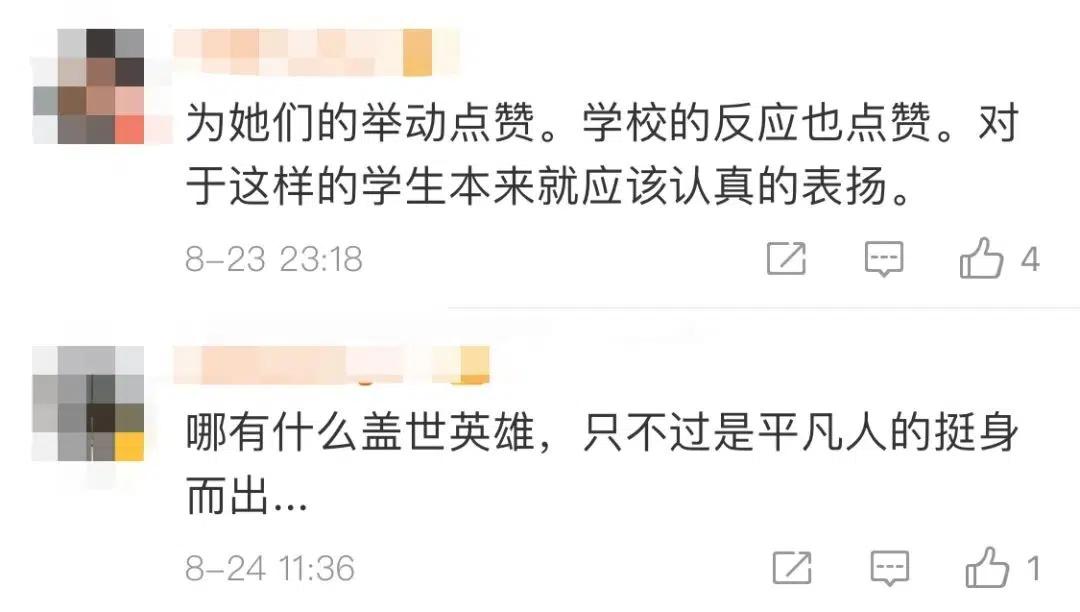 为她们的举动点赞。学校的反应也点赞。对
于这样的学生本来就应该认真的表扬。
8-23 23:18
4
哪有什么盖世英雄，只不过是平凡人的挺身
而出...
8-24 11:36
1